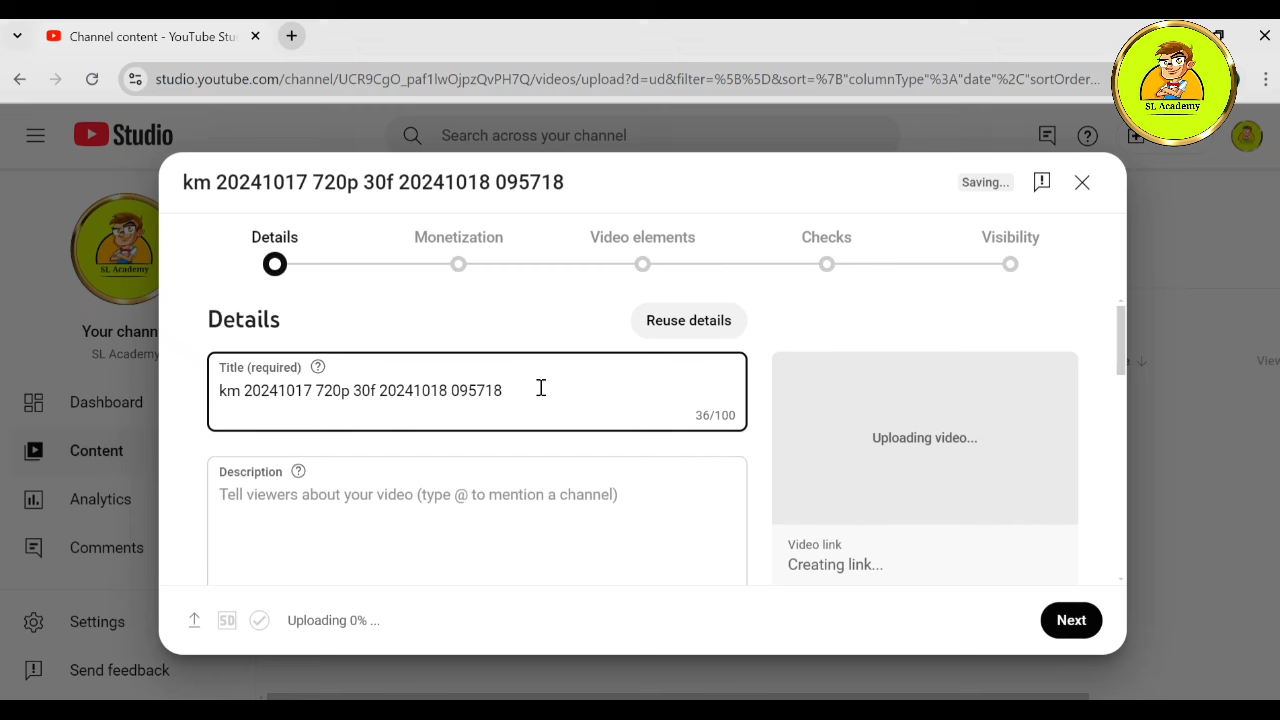 Channel content - YouTube Stu
studio.youtube.com/channel/UCR9CgO_paf1lwOjpzQvPH7Q/videos/upload?d=ud&filter=%5B%5D&sort=%7B"columnType"%3A"date"%2C"sortOrder...
SL Academy
Studio
Search across your channel
km 20241017 720p 30f 20241018 095718
Saving...
Details
Monetization
Video elements
Checks
Visibility
SL Academy
Your chann
SL Academy
Dashboard
Content
Analytics
Comments
Settings
Send feedback
Details
Reuse details
Title (required)
km 20241017 720p 30f 20241018 095718
36/100
Description
Tell viewers about your video (type @ to mention a channel)
Uploading video...
Video link
Creating link...
View
SD
Uploading 0% ...
Next